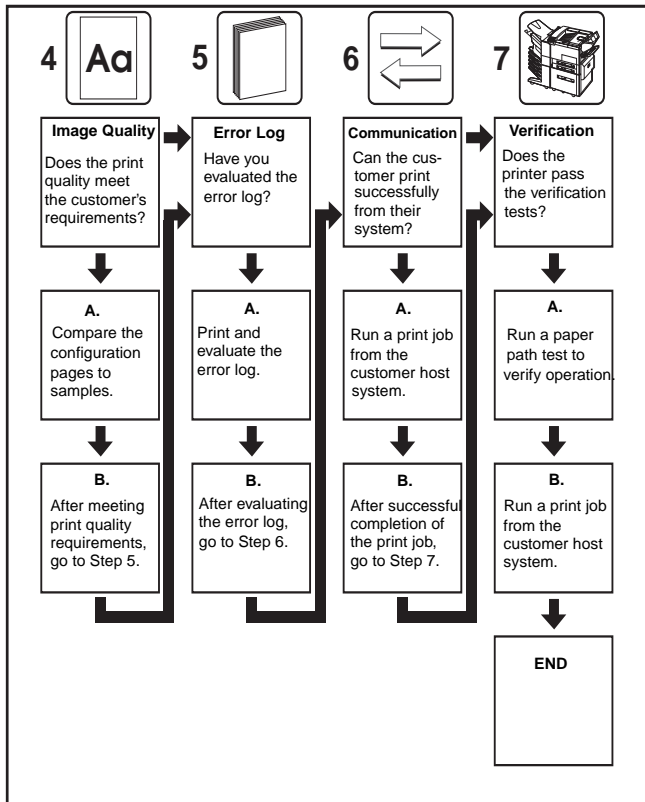 4
Aa
5
6
7
Image Quality
Does the print
quality meet
the customer's
requirements?
A.
Compare the
configuration
pages to
samples.
B.
After meeting
print quality
requirements,
go to Step 5.
Error Log
Have you
evaluated the
error log?
A.
Print and
evaluate the
error log.
B.
After evaluating
the error log,
go to Step 6.
Communication
Can the cus-
tomer print
successfully
from their
system?
A.
Run a print job
from the
customer host
system.
B.
After successful
completion of
the print job,
go to Step 7.
Verification
Does the
printer pass
the verification
tests?
A.
Run a paper
path test to
verify operation.
B.
Run a print job
from the
customer host
system.
END